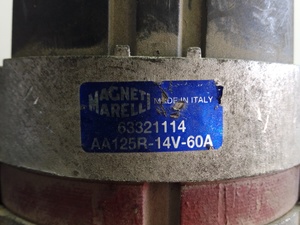 MAGNETI MARELLI MADE IN ITALY
63321114
AA125R-14V-60A